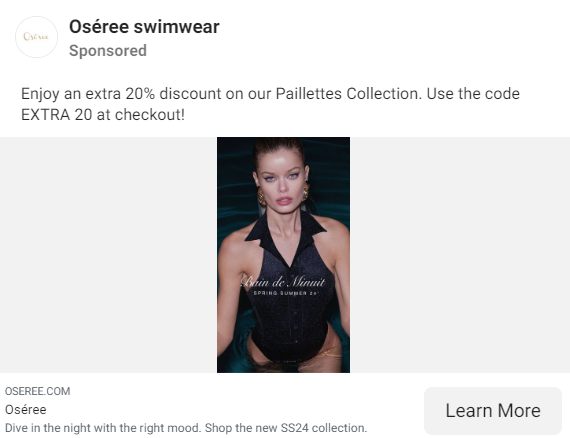 Oséree
Oséree swimwear
Sponsored
Enjoy an extra 20% discount on our Paillettes Collection. Use the code
EXTRA 20 at checkout!
Bain de Minuit
SPRING SUMMER 24'
OSEREE.COM
Oséree
Dive in the night with the right mood. Shop the new SS24 collection.
Learn More